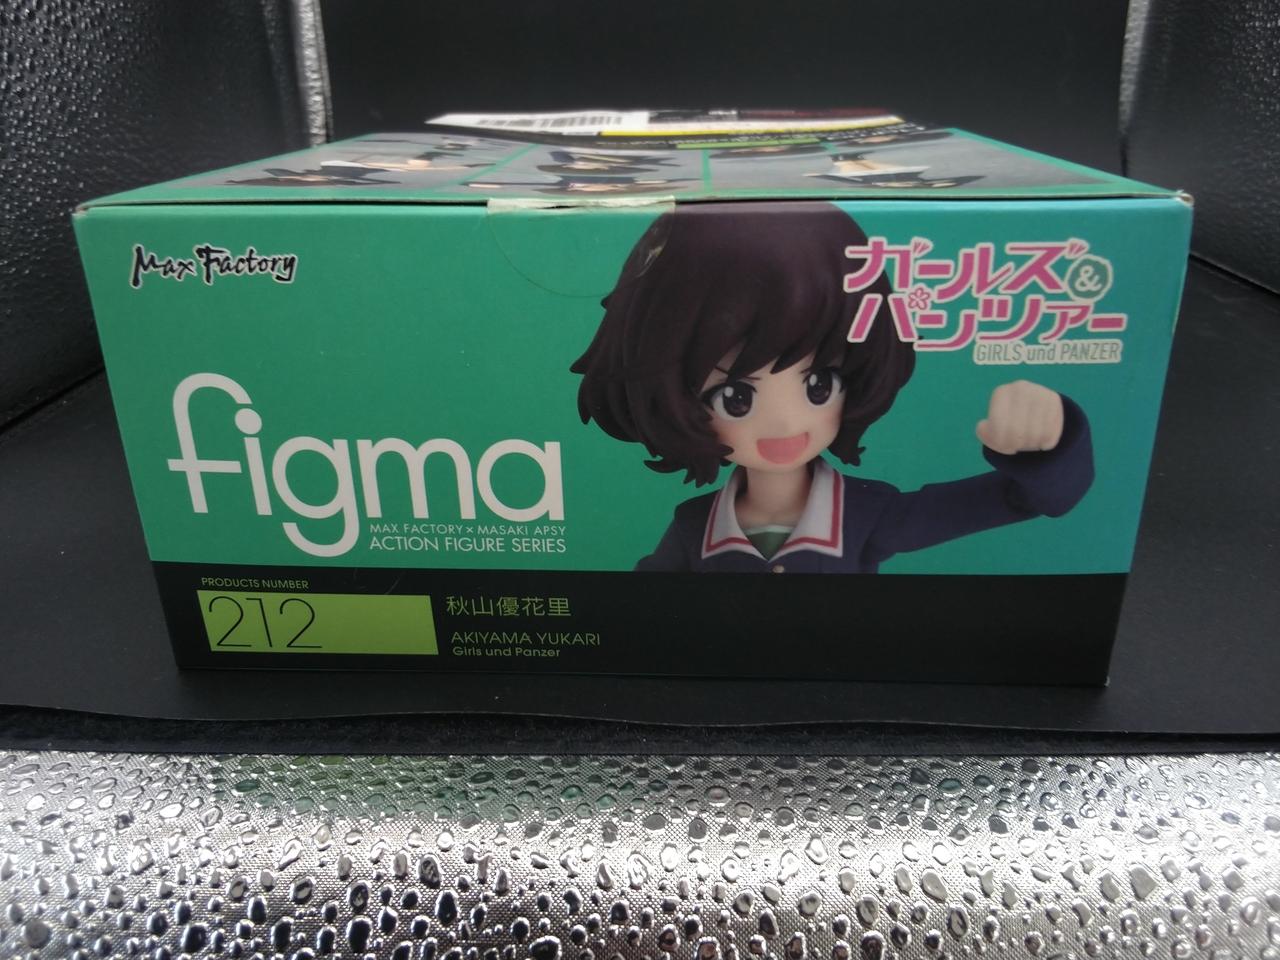 Max Factory
ガールズ&
パンツァー
GIRLS und PANZER
figma
MAX FACTORY × MASAKI APSY
ACTION FIGURE SERIES
PRODUCTS NUMBER
212
秋山優花里
AKIYAMA YUKARI
Girls und Panzer